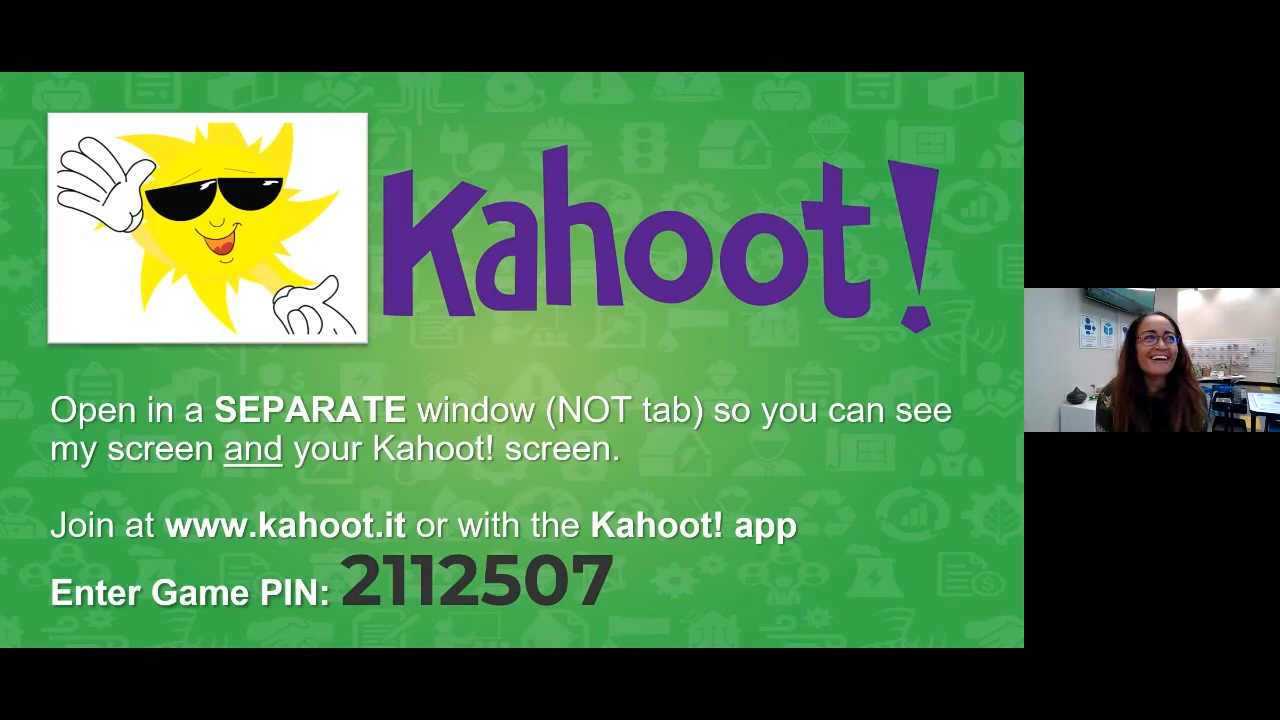 Kahoot!
Open in a SEPARATE window (NOT tab) so you can see
my screen and your Kahoot! screen.
Join at www.kahoot.it or with the Kahoot! app
Enter Game PIN: 2112507